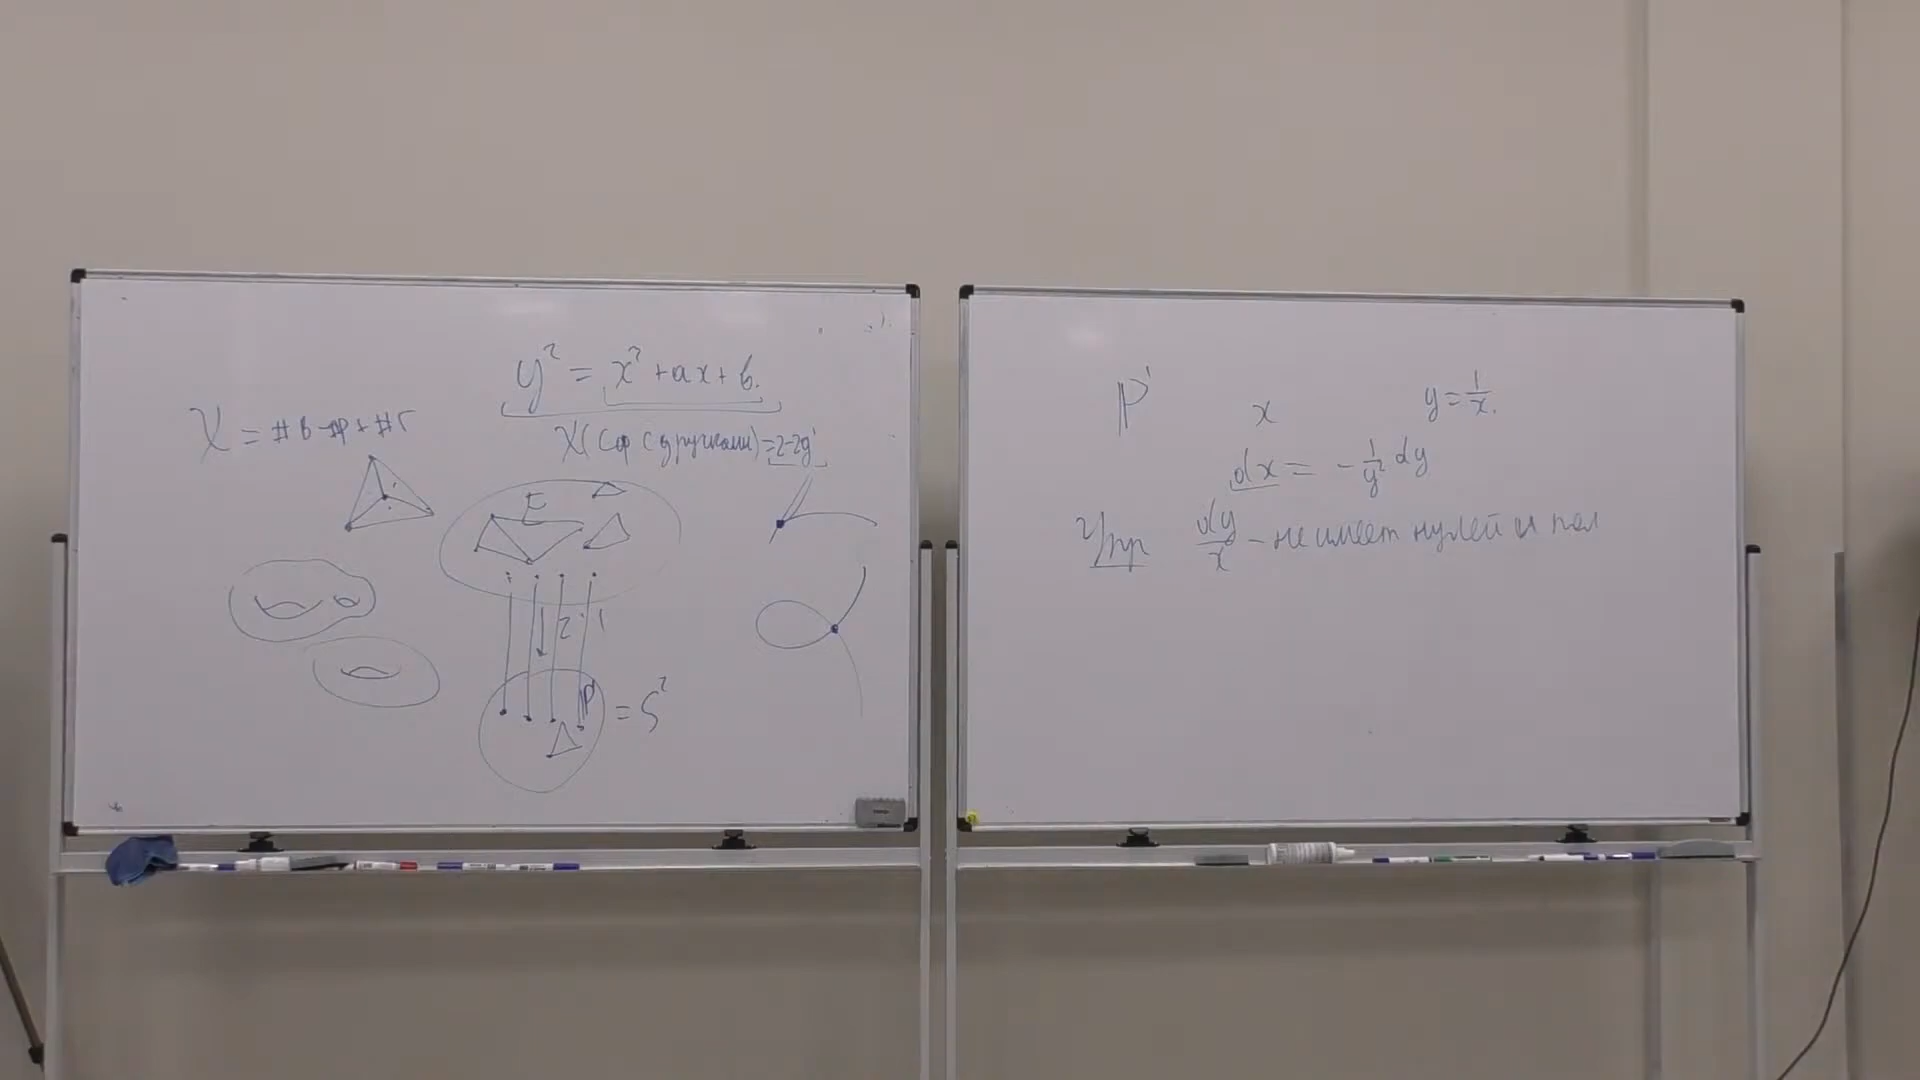 y² = x³ + ax + b.
χ = #В - #Р + #Г
χ(Сф с g ручками) = 2-2g
E
2:1
P¹ = S²
P¹
x
y = 1/x.
dx = - 1/y² dy
Упр dy/x - не имеет нулей и пол